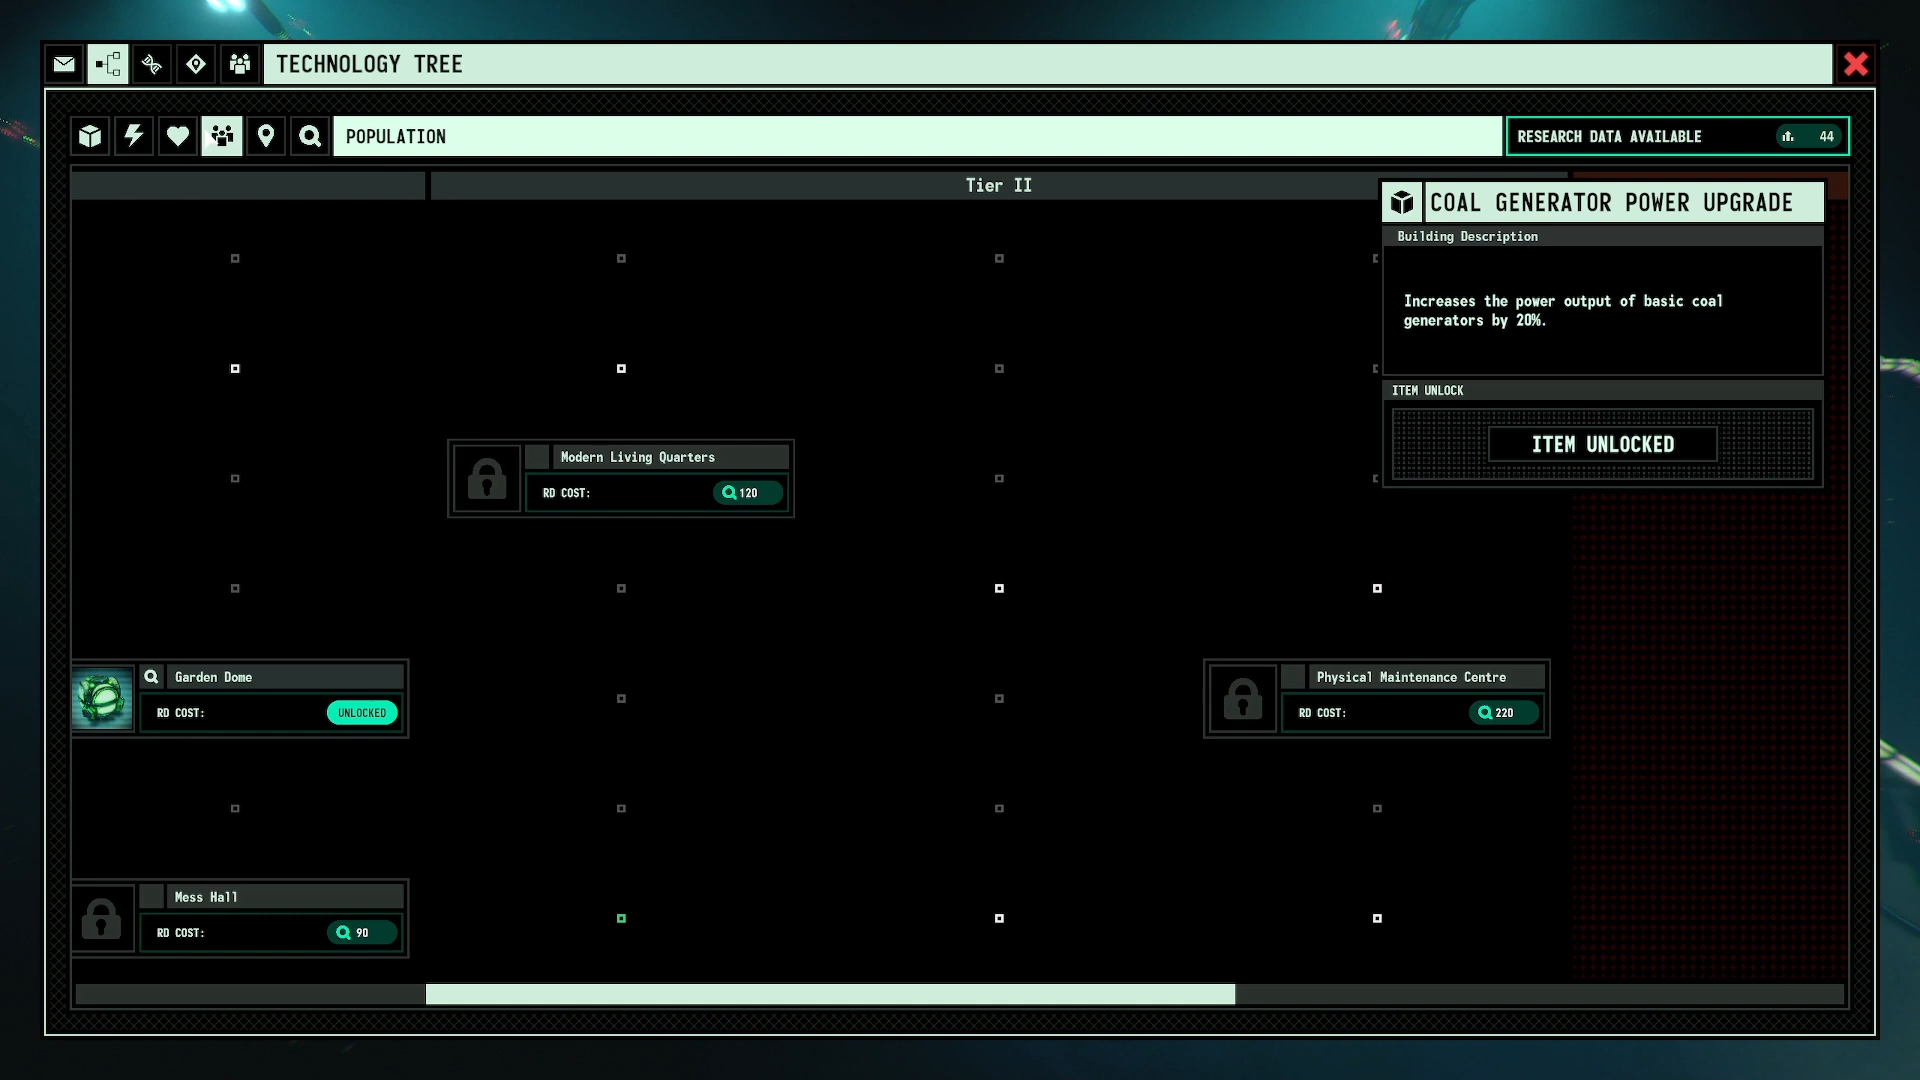 TECHNOLOGY TREE
POPULATION
RESEARCH DATA AVAILABLE 44
Tier II
COAL GENERATOR POWER UPGRADE
Building Description
Increases the power output of basic coal
generators by 20%.
ITEM UNLOCK
ITEM UNLOCKED
Modern Living Quarters
RD COST: 120
Garden Dome
RD COST: UNLOCKED
Physical Maintenance Centre
RD COST: 220
Mess Hall
RD COST: 90